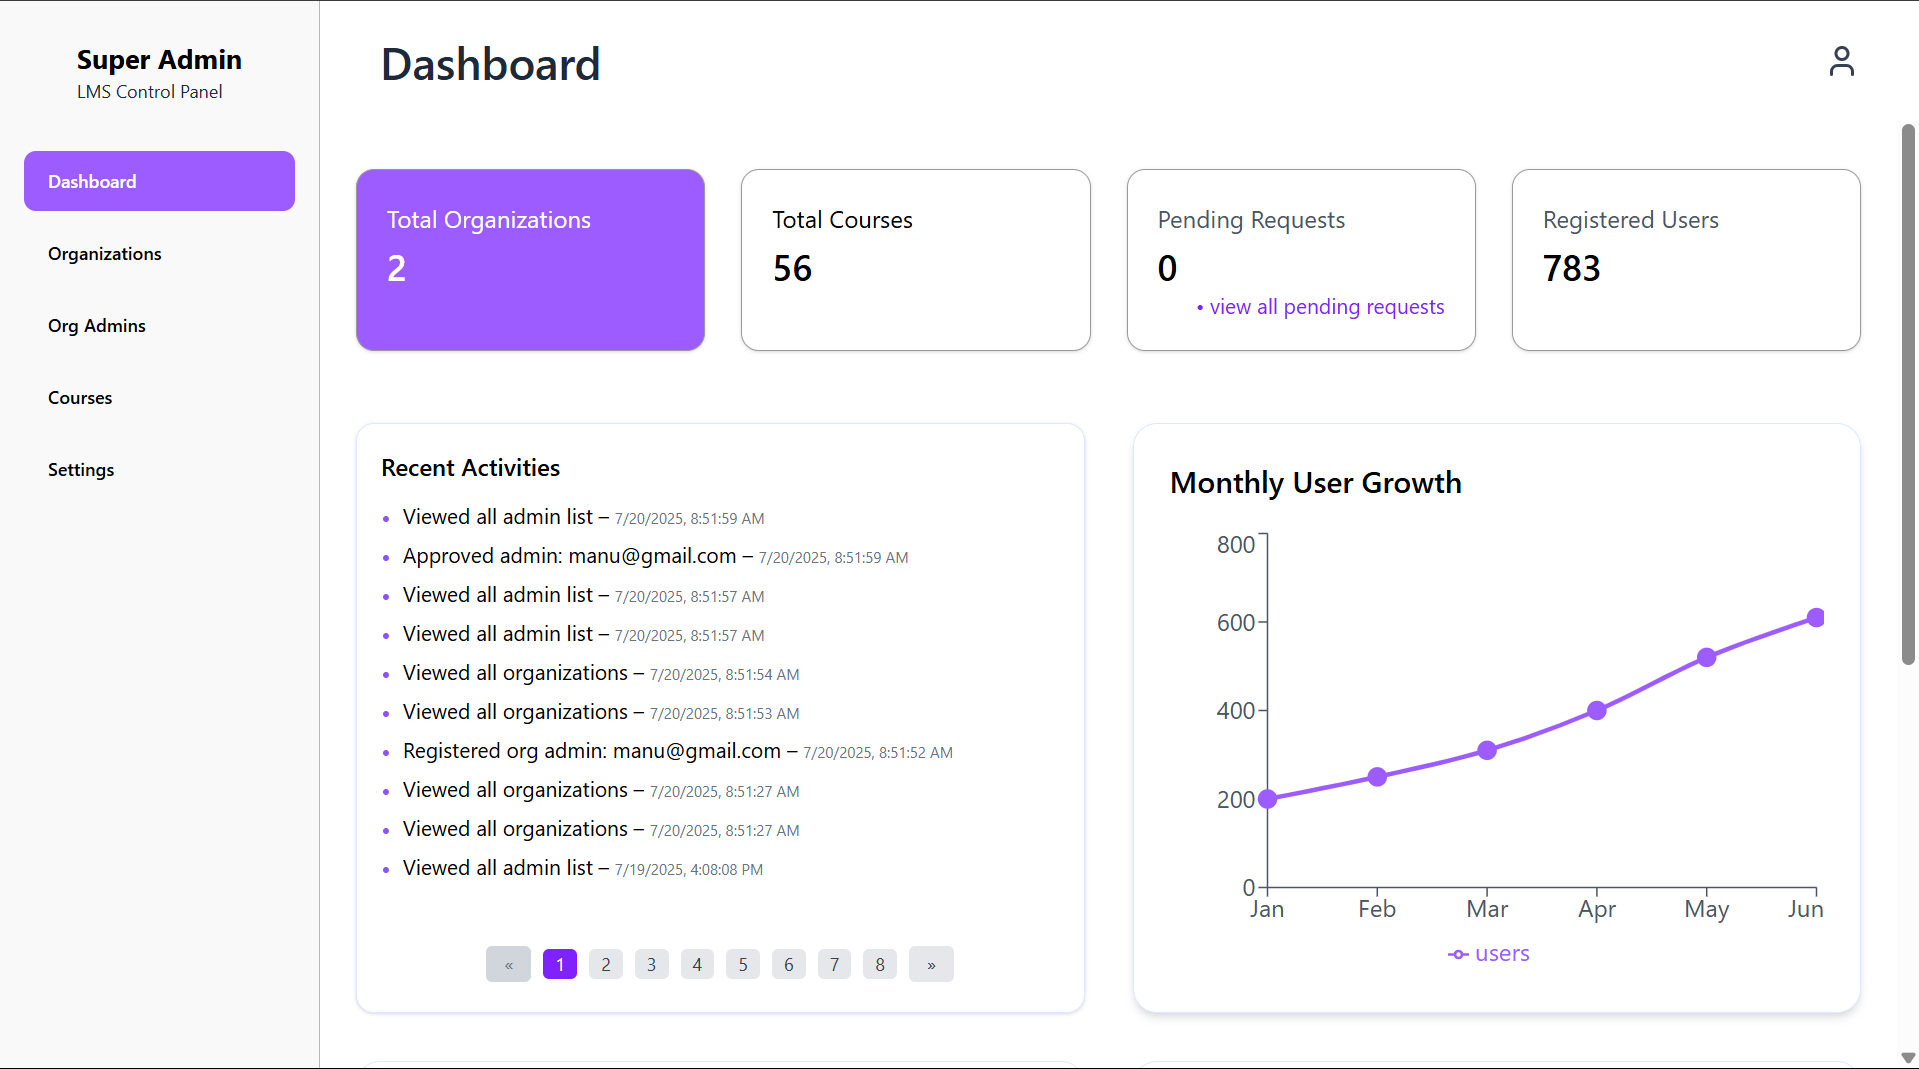 Super Admin
LMS Control Panel
Dashboard
Organizations
Org Admins
Courses
Settings
Dashboard
Total Organizations
2
Total Courses
56
Pending Requests
0
• view all pending requests
Registered Users
783
Recent Activities
• Viewed all admin list – 7/20/2025, 8:51:59 AM
• Approved admin: manu@gmail.com – 7/20/2025, 8:51:59 AM
• Viewed all admin list – 7/20/2025, 8:51:57 AM
• Viewed all admin list – 7/20/2025, 8:51:57 AM
• Viewed all organizations – 7/20/2025, 8:51:54 AM
• Viewed all organizations – 7/20/2025, 8:51:53 AM
• Registered org admin: manu@gmail.com – 7/20/2025, 8:51:52 AM
• Viewed all organizations – 7/20/2025, 8:51:27 AM
• Viewed all organizations – 7/20/2025, 8:51:27 AM
• Viewed all admin list – 7/19/2025, 4:08:08 PM
« 1 2 3 4 5 6 7 8 »
Monthly User Growth
800
600
400
200
0
Jan Feb Mar Apr May Jun
users